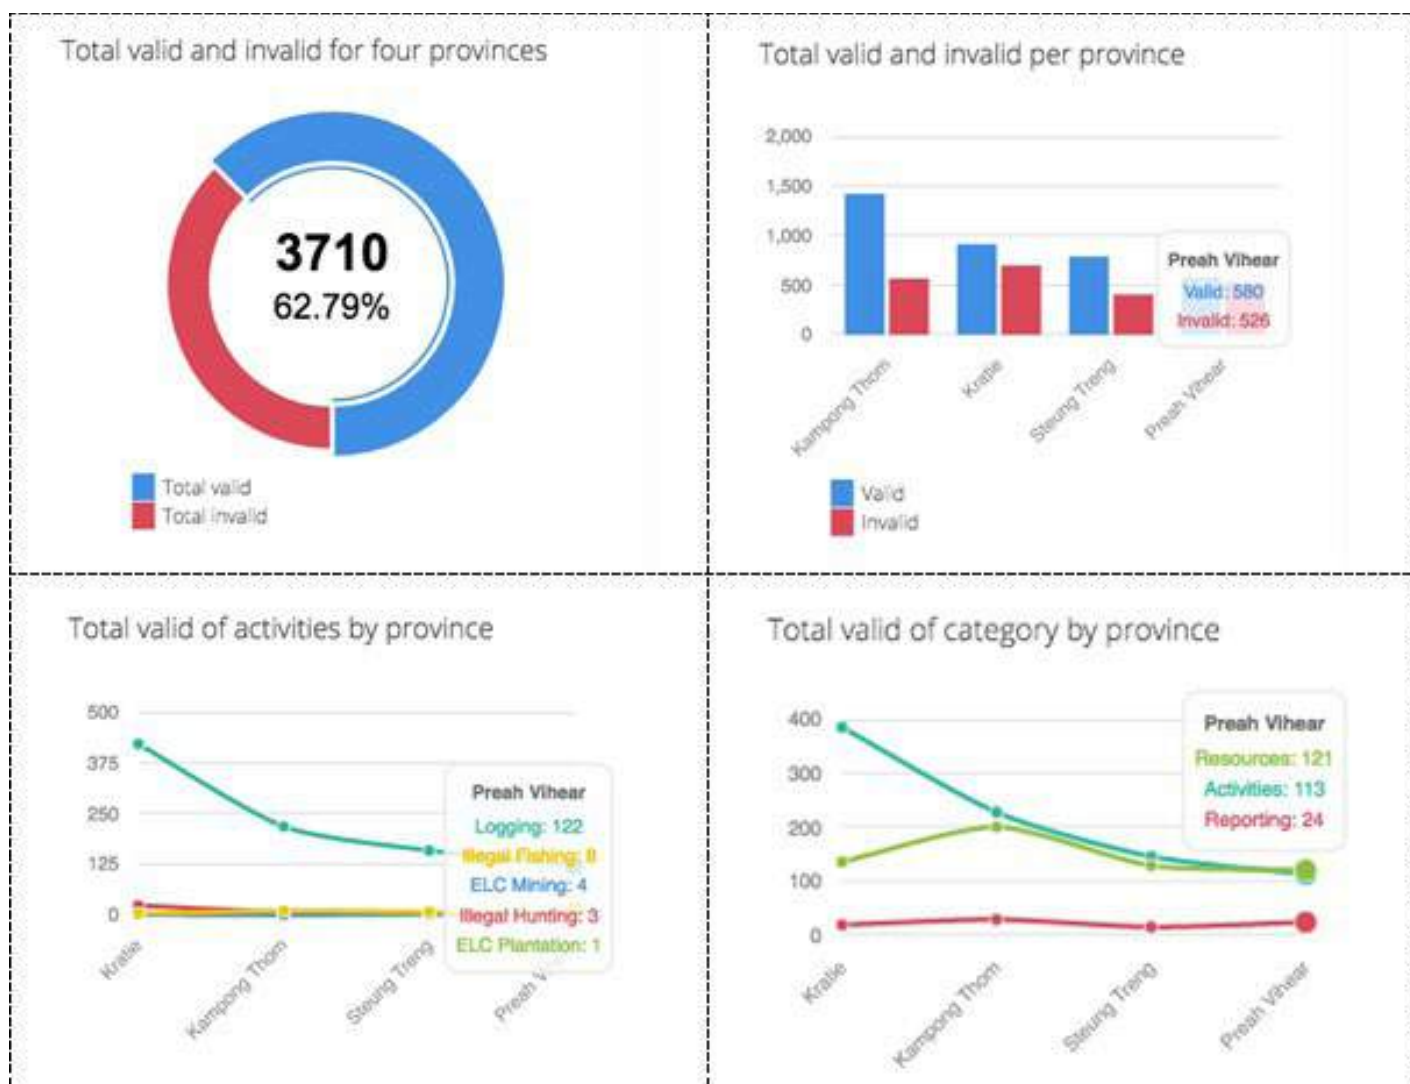 Total valid and invalid for four provinces
3710
62.79%
Total valid
Total invalid
Total valid and invalid per province
2,000
1,500
1,000
500
0
Preah Vihear
Valid: 580
Invalid: 526
Kampong Thom
Kratie
Steung Treng
Preah Vihear
Valid
Invalid
Total valid of activities by province
500
375
250
125
0
Preah Vihear
Logging: 122
Illegal Fishing: 8
ELC Mining: 4
Illegal Hunting: 3
ELC Plantation: 1
Kratie
Kampong Thom
Steung Treng
Preah V
Total valid of category by province
400
300
200
100
0
Preah Vihear
Resources: 121
Activities: 113
Reporting: 24
Kratie
Kampong Thom
Steung Treng
Preah Vihear